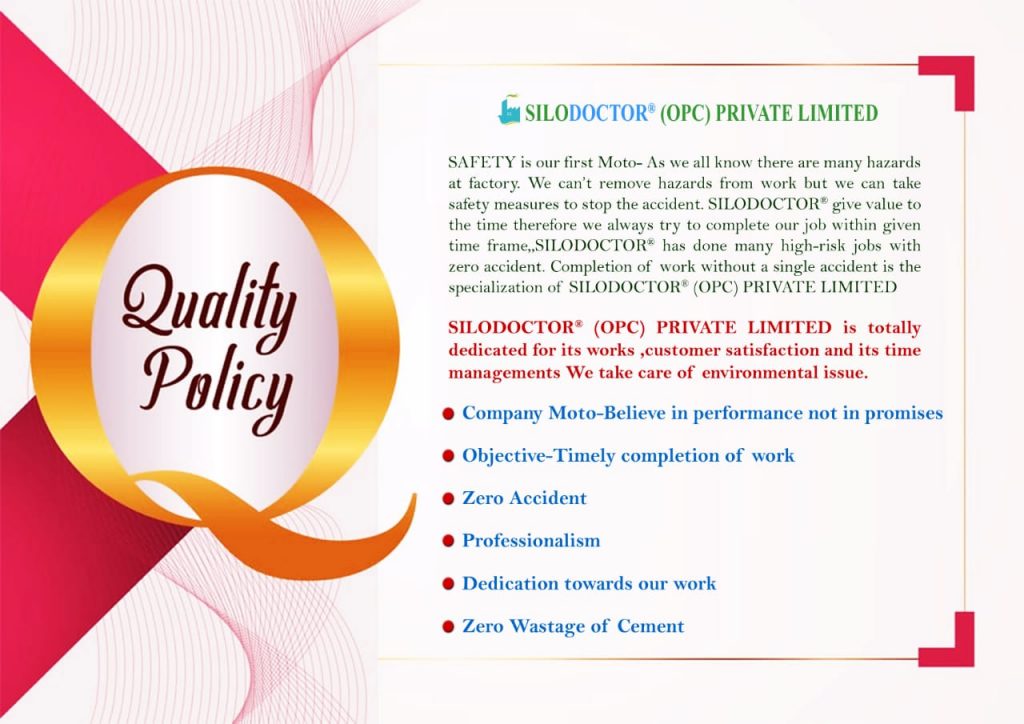 Quality
Policy
SILODOCTOR® (OPC) PRIVATE LIMITED
SAFETY is our first Moto- As we all know there are many hazards
at factory. We can't remove hazards from work but we can take
safety measures to stop the accident. SILODOCTOR® give value to
the time therefore we always try to complete our job within given
time frame,,SILODOCTOR® has done many high-risk jobs with
zero accident. Completion of work without a single accident is the
specialization of SILODOCTOR® (OPC) PRIVATE LIMITED
SILODOCTOR® (OPC) PRIVATE LIMITED is totally
dedicated for its works ,customer satisfaction and its time
managements We take care of environmental issue.
● Company Moto-Believe in performance not in promises
● Objective-Timely completion of work
● Zero Accident
● Professionalism
● Dedication towards our work
● Zero Wastage of Cement